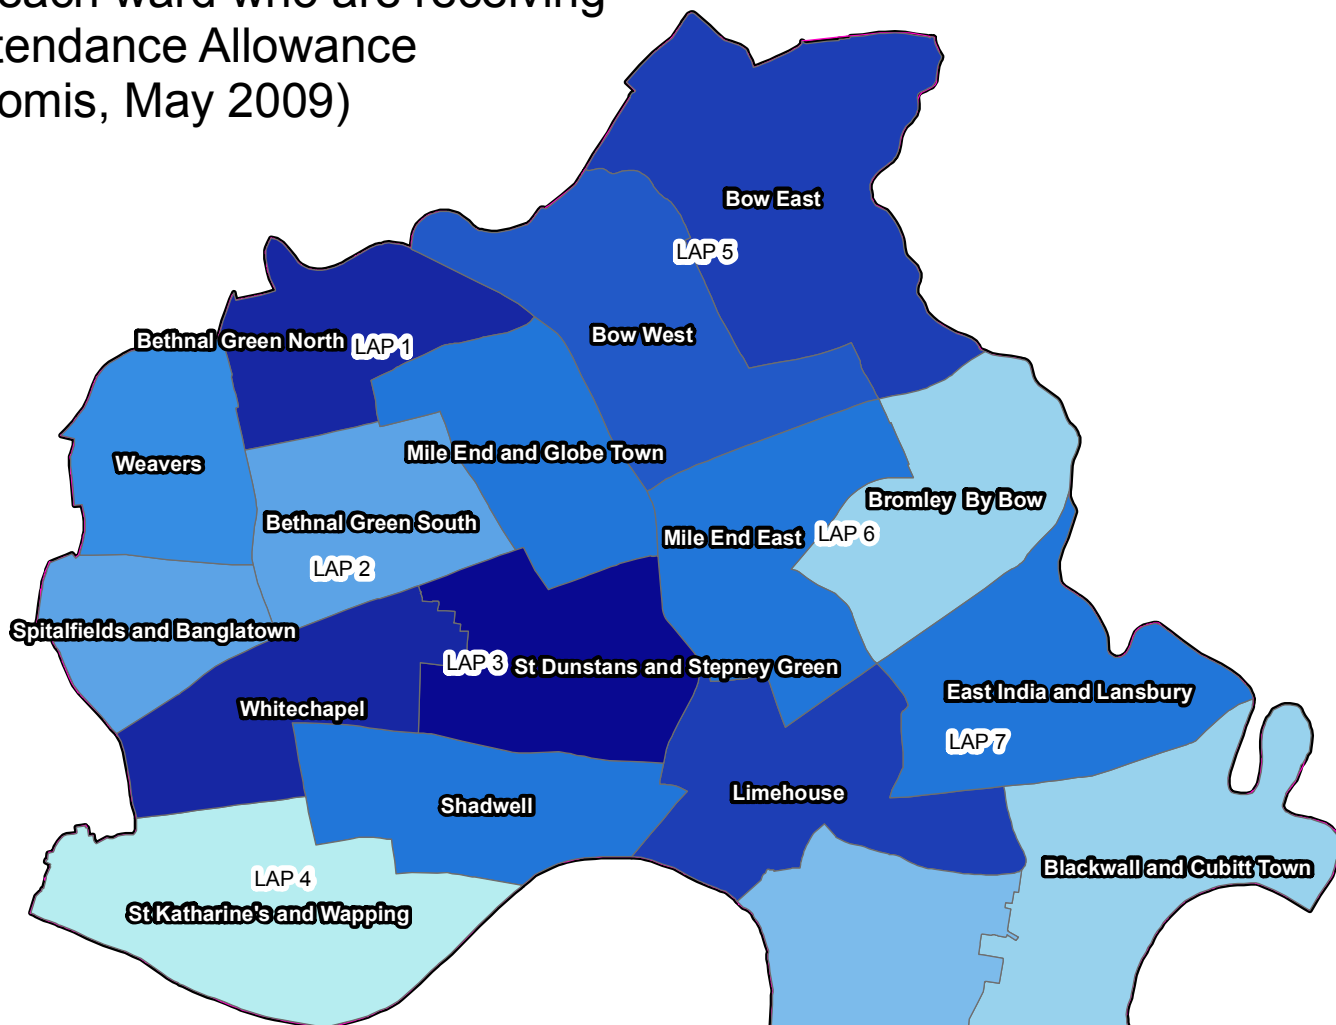 each ward who are receiving
tendance Allowance
omis, May 2009)
Bow East
LAP 5
Bow West
Bethnal Green North
LAP 1
Mile End and Globe Town
Weavers
Bromley By Bow
Bethnal Green South
Mile End East
LAP 6
LAP 2
Spitalfields and Banglatown
LAP 3
St Dunstans and Stepney Green
East India and Lansbury
Whitechapel
LAP 7
Limehouse
Shadwell
Blackwall and Cubitt Town
LAP 4
St Katharine's and Wapping